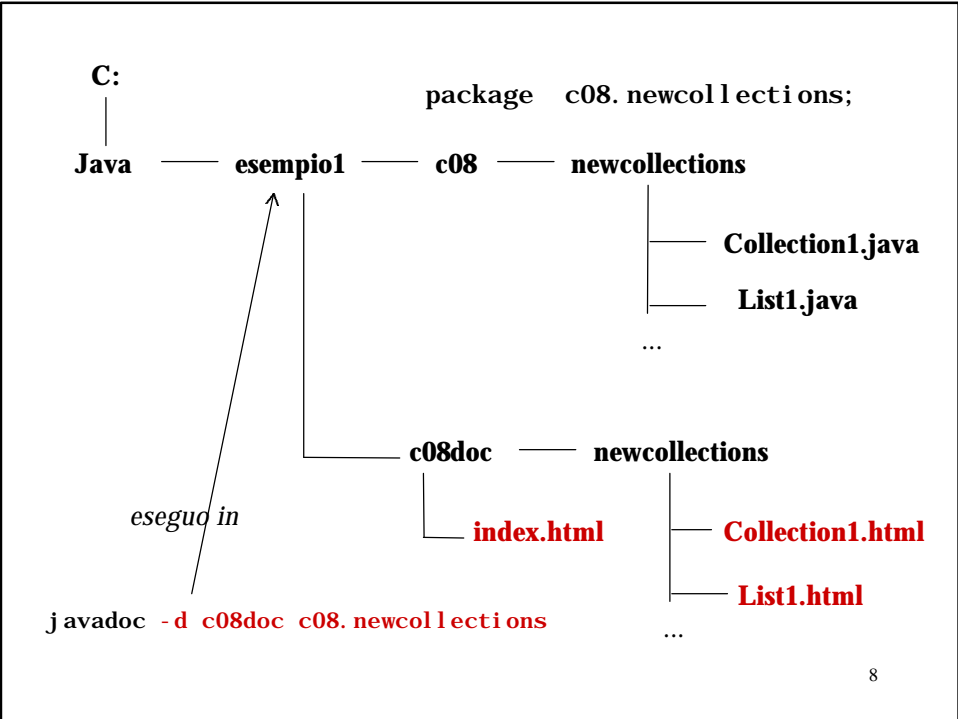 C:
package c08.newcollections;
Java esempio1 c08 newcollections
Collection1.java
List1.java
...
c08doc newcollections
eseguo in
index.html Collection1.html
List1.html
javadoc -d c08doc c08.newcollections
...
8